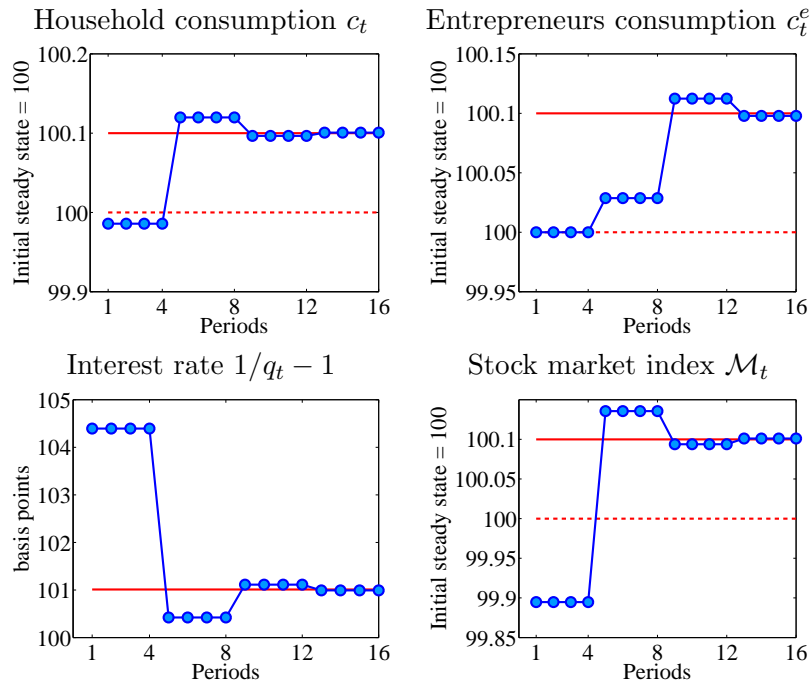 Household consumption c_t
Initial steady state = 100
100.2
100.1
100
99.9
1 4 8 12 16
Periods
Entrepreneurs consumption c_t^e
Initial steady state = 100
100.15
100.1
100.05
100
99.95
1 4 8 12 16
Periods
Interest rate 1/q_t − 1
basis points
105
104
103
102
101
100
1 4 8 12 16
Periods
Stock market index ℳ_t
Initial steady state = 100
100.1
100.05
100
99.95
99.9
99.85
1 4 8 12 16
Periods